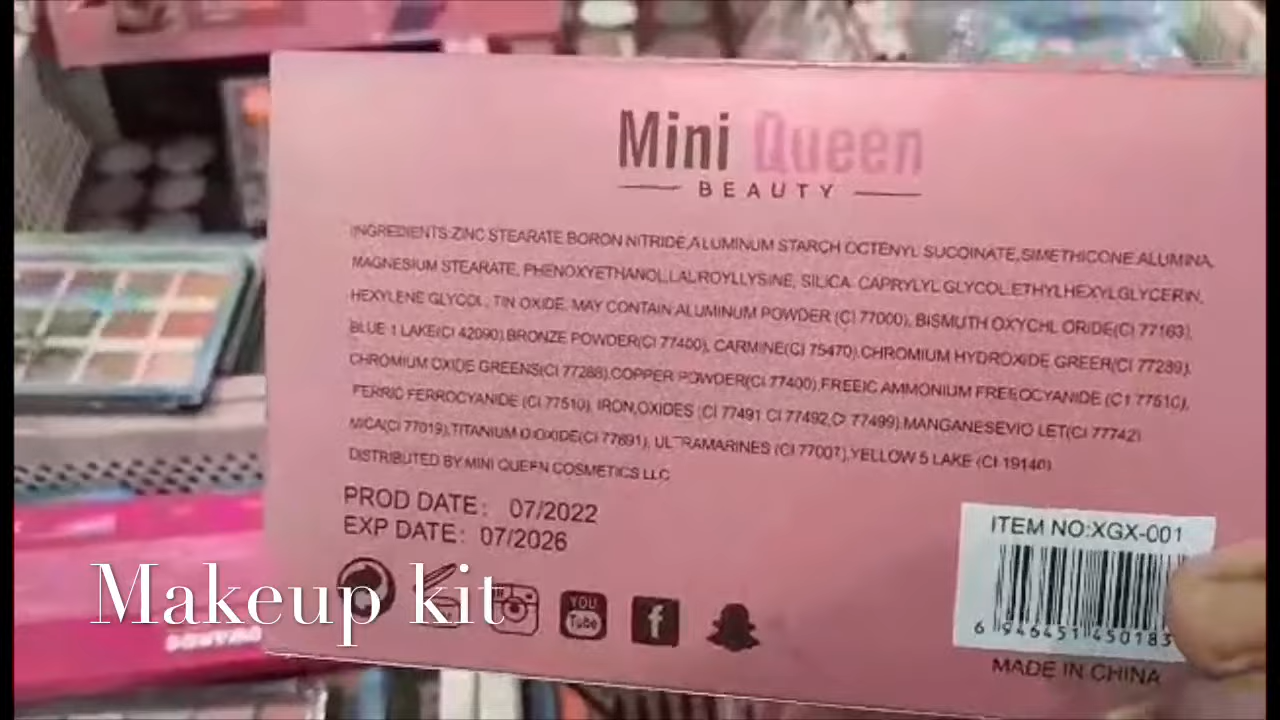 Mini Queen
BEAUTY
INGREDIENTS:ZINC STEARATE BORON NITRIDE,ALUMINUM STARCH OCTENYL SUCCINATE,SIMETHICONE,ALUMINA,
MAGNESIUM STEARATE, PHENOXYETHANOL,LALROYLLYSINE, SILICA. CAPRYLYL GLYCOL.ETHYLHEXYLGLYCERIN,
HEXYLENE GLYCOL, TIN OXIDE. MAY CONTAIN:ALUMINUM POWDER (CI 77000), BISMUTH OXYCHL ORIDE(CI 77163),
BLUE 1 LAKE(CI 42090).BRONZE POWDER(CI 77400), CARMINE(CI 75470).CHROMIUM HYDROXIDE GREER(CI 77289).
CHROMIUM OXIDE GREENS(CI 77288).COPPER POWDER(CI 77400).FREEIC AMMONIUM FREEOCYANIDE (C1 77510),
FERRIC FERROCYANIDE (CI 77510), IRON,OXIDES (CI 77491 CI 77492,CI 77499).MANGANESEVIO LET(CI 77742)
MICA(CI 77019),TITANIUM DIOXIDE(CI 77891), ULTRAMARINES (CI 77007),YELLOW 5 LAKE (CI 19140)
DISTRIBUTED BY:MINI QUEEN COSMETICS LLC
PROD DATE: 07/2022
EXP DATE: 07/2026
ITEM NO:XGX-001
6 946451 450183
MADE IN CHINA
YOU
Tube
f
Makeup kit